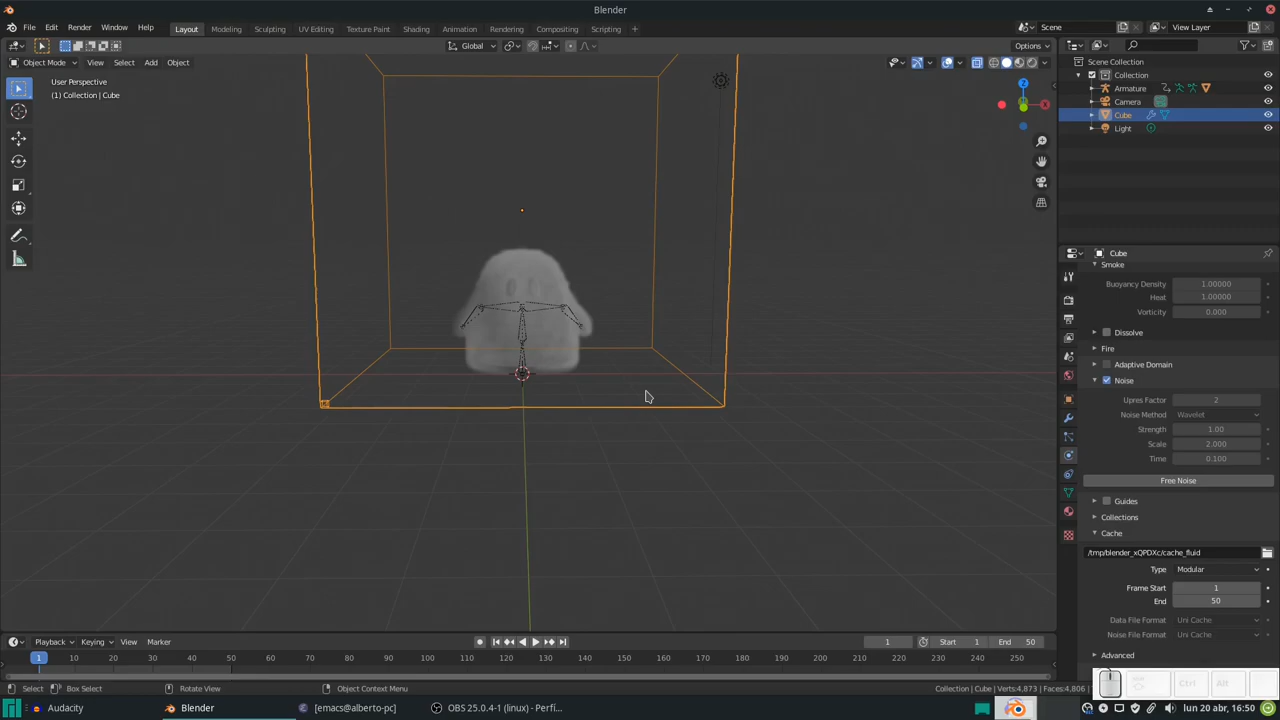 Blender
File Edit Render Window Help Layout Modeling Sculpting UV Editing Texture Paint Shading Animation Rendering Compositing Scripting + Scene View Layer
Global Options
Object Mode View Select Add Object
User Perspective
(1) Collection | Cube
Z
Scene Collection
Collection
Armature
Camera
Cube
Light
Cube
Smoke
Buoyancy Density 1.00000
Heat 1.00000
Vorticity 0.000
Dissolve
Fire
Adaptive Domain
Noise
Upres Factor 2
Noise Method Wavelet
Strength 1.00
Scale 2.000
Time 0.100
Free Noise
Guides
Collections
Cache
/tmp/blender_xQPDXc/cache_fluid
Type Modular
Frame Start 1
End 50
Data File Format Uni Cache
Noise File Format Uni Cache
Advanced
Playback Keying View Marker 1 Start 1 End 50
1 10 20 30 40 50 60 70 80 90 100 110 120 130 140 150 160 170 180 190 200 210 220 230 240 250
Select Box Select Rotate View Object Context Menu Collection | Cube | Verts:4,873 | Faces:4,806
Ctrl Alt
Audacity Blender [emacs@alberto-pc] OBS 25.0.4-1 (linux) - Perfi... lun 20 abr, 16:50